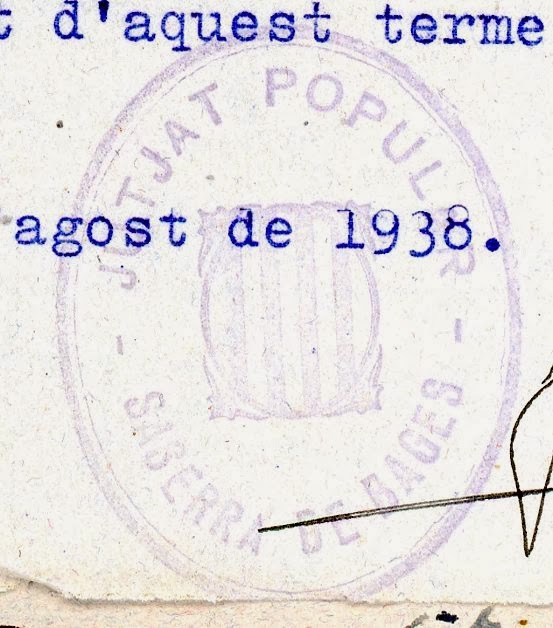 t d'aquest terme
agost de 1938.
JUTJAT POPULAR
- SABERRA DE BAGES -